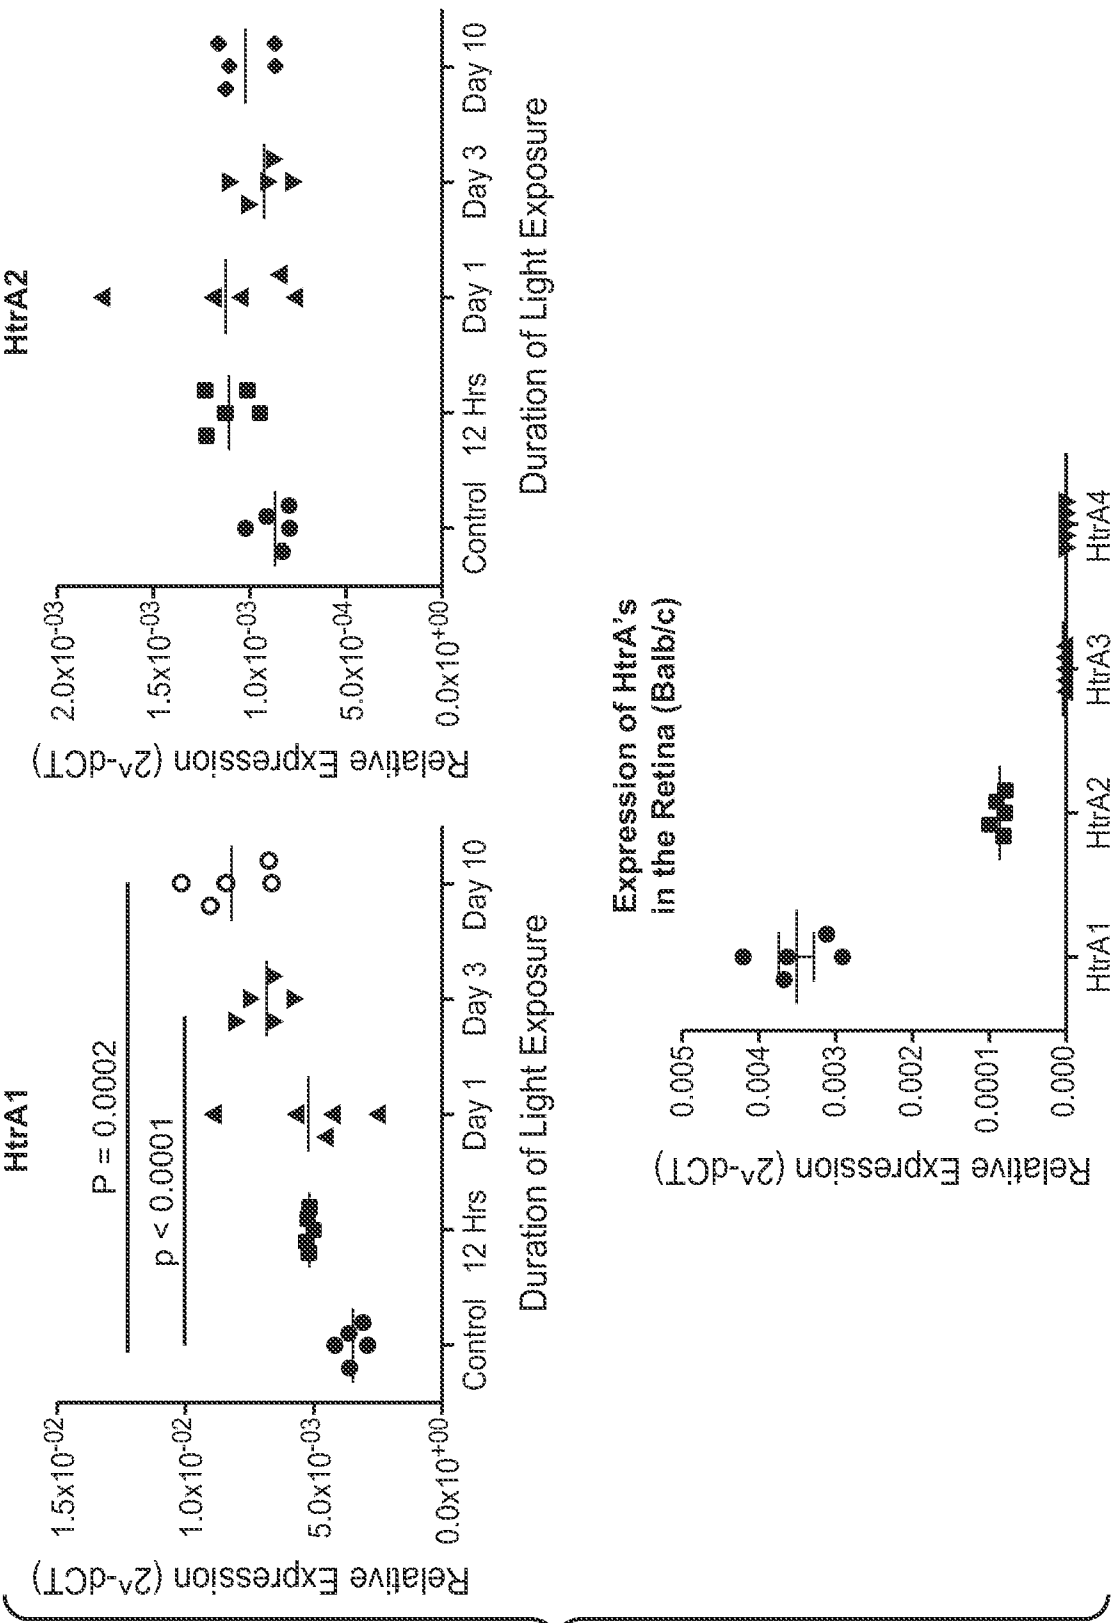 HtrA1
P = 0.0002
p < 0.0001
Relative Expression (2^-dCT)
1.5x10⁻⁰²
1.0x10⁻⁰²
5.0x10⁻⁰³
0.0x10⁺⁰⁰
Control 12 Hrs Day 1 Day 3 Day 10
Duration of Light Exposure
HtrA2
Relative Expression (2^-dCT)
2.0x10⁻⁰³
1.5x10⁻⁰³
1.0x10⁻⁰³
5.0x10⁻⁰⁴
0.0x10⁺⁰⁰
Control 12 Hrs Day 1 Day 3 Day 10
Duration of Light Exposure
Expression of HtrA's
in the Retina (Balb/c)
Relative Expression (2^-dCT)
0.005
0.004
0.003
0.002
0.0001
0.000
HtrA1 HtrA2 HtrA3 HtrA4